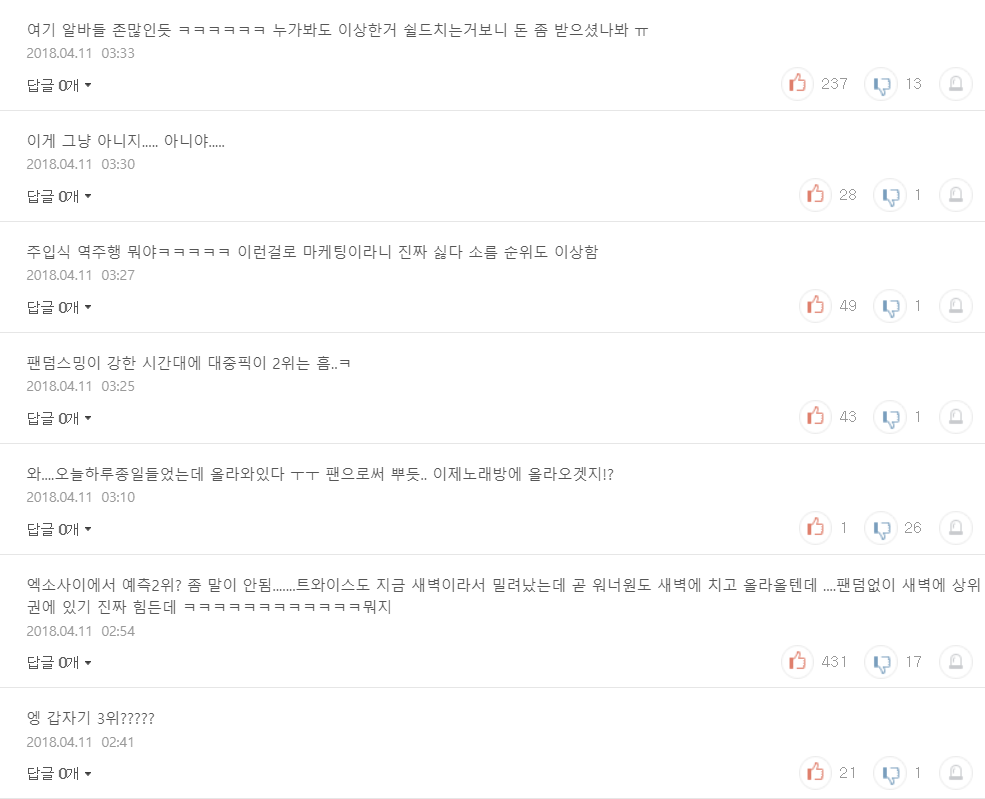 여기 알바들 존많인듯 ㅋㅋㅋㅋㅋㅋ 누가봐도 이상한거 쉴드치는거보니 돈 좀 받으셨나봐 ㅠ
2018.04.11 03:33
답글 0개
237 13
이게 그냥 아니지..... 아니야.....
2018.04.11 03:30
답글 0개
28 1
주입식 역주행 뭐야ㅋㅋㅋㅋㅋ 이런걸로 마케팅이라니 진짜 싫다 소름 순위도 이상함
2018.04.11 03:27
답글 0개
49 1
팬덤스밍이 강한 시간대에 대중픽이 2위는 흠..ㅋ
2018.04.11 03:25
답글 0개
43 1
와....오늘하루종일들었는데 올라와있다 ㅜㅜ 팬으로써 뿌듯.. 이제노래방에 올라오겟지!?
2018.04.11 03:10
답글 0개
1 26
엑소사이에서 예측2위? 좀 말이 안됨.......트와이스도 지금 새벽이라서 밀려났는데 곧 워너원도 새벽에 치고 올라올텐데 ....팬덤없이 새벽에 상위
권에 있기 진짜 힘든데 ㅋㅋㅋㅋㅋㅋㅋㅋㅋㅋㅋㅋ뭐지
2018.04.11 02:54
답글 0개
431 17
엥 갑자기 3위?????
2018.04.11 02:41
답글 0개
21 1